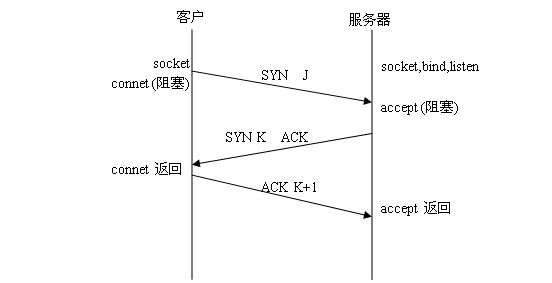 客户
服务器
socket
connet(阻塞)
SYN J
socket,bind,listen
accept(阻塞)
SYN K ACK
connet 返回
ACK K+1
accept 返回